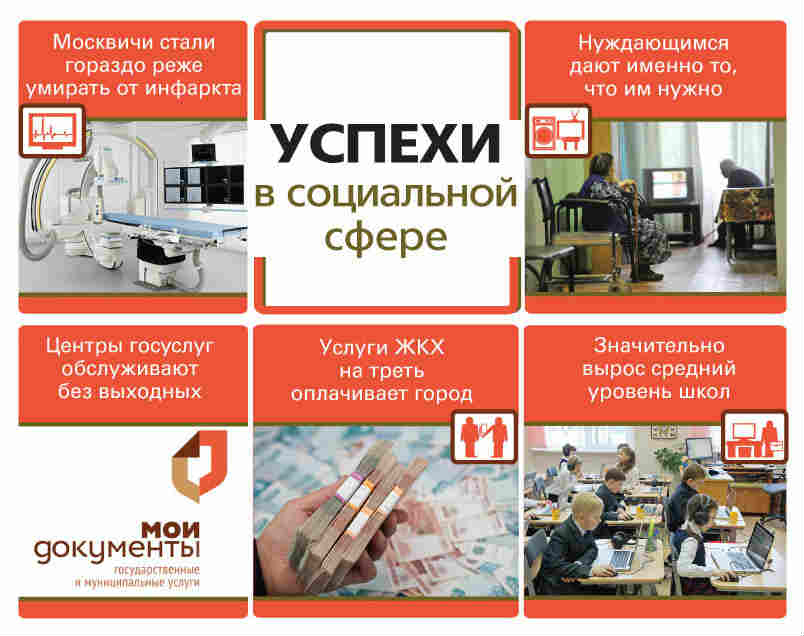 Москвичи стали
гораздо реже
умирать от инфаркта
УСПЕХИ
в социальной
сфере
Нуждающимся
дают именно то,
что им нужно
Центры госуслуг
обслуживают
без выходных
мои
документы
государственные
и муниципальные услуги
Услуги ЖКХ
на треть
оплачивает город
Значительно
вырос средний
уровень школ